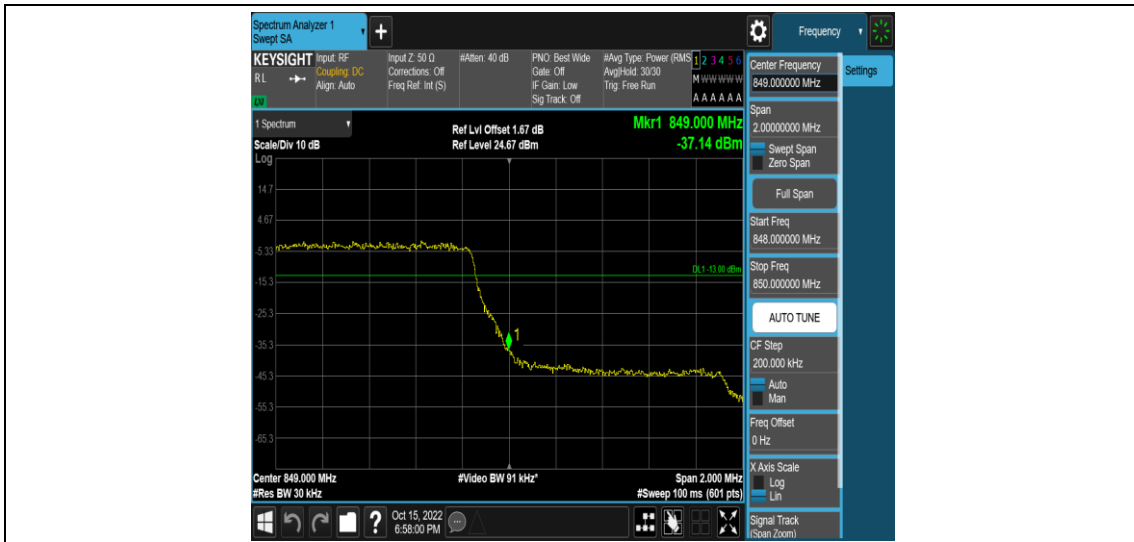 Spectrum Analyzer 1
Swept SA
+
Frequency
KEYSIGHT
RL
LXI
Input: RF
Coupling: DC
Align: Auto
Input Z: 50 Ω
Corrections: Off
Freq Ref: Int (S)
#Atten: 40 dB
PNO: Best Wide
Gate: Off
IF Gain: Low
Sig Track: Off
#Avg Type: Power (RMS
Avg|Hold: 30/30
Trig: Free Run
1 2 3 4 5 6
M W W W W W
A A A A A A
1 Spectrum
Scale/Div 10 dB
Log
Ref Lvl Offset 1.67 dB
Ref Level 24.67 dBm
Mkr1 849.000 MHz
-37.14 dBm
14.7
4.67
-5.33
-15.3
-25.3
-35.3
-45.3
-55.3
-65.3
DL1 -13.00 dBm
1
Center 849.000 MHz
#Res BW 30 kHz
#Video BW 91 kHz*
Span 2.000 MHz
#Sweep 100 ms (601 pts)
?
Oct 15, 2022
6:58:00 PM
Center Frequency
849.000000 MHz
Settings
Span
2.00000000 MHz
Swept Span
Zero Span
Full Span
Start Freq
848.000000 MHz
Stop Freq
850.000000 MHz
AUTO TUNE
CF Step
200.000 kHz
Auto
Man
Freq Offset
0 Hz
X Axis Scale
Log
Lin
Signal Track
(Span Zoom)